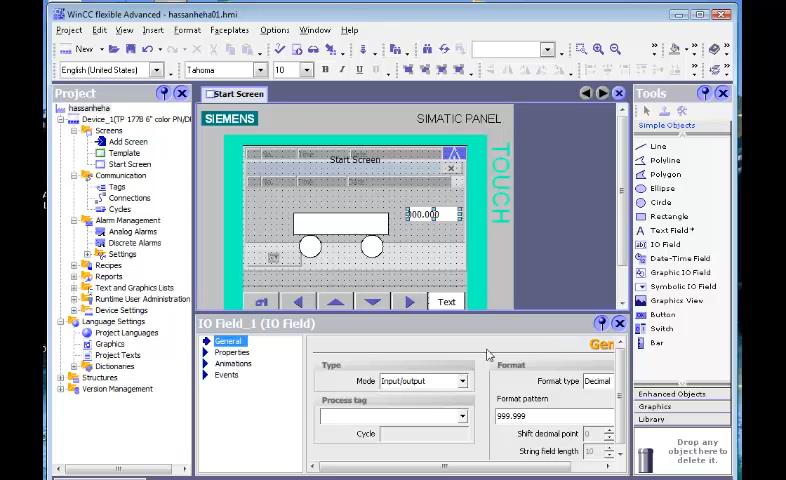 WinCC flexible Advanced - hassanheha01.hmi
Project Edit View Insert Format Faceplates Options Window Help
New
English (United States) Tahoma 10 B I U
Project
Start Screen
Tools
hassanheha
Device_1(TP 177B 6" color PN/D
Screens
Add Screen
Template
Start Screen
Communication
Tags
Connections
Cycles
Alarm Management
Analog Alarms
Discrete Alarms
Settings
Recipes
Reports
Text and Graphics Lists
Runtime User Administration
Device Settings
Language Settings
Project Languages
Graphics
Project Texts
Dictionaries
Structures
Version Management
SIEMENS
SIMATIC PANEL
TOUCH
Start Screen
000.000
Text
IO Field_1 (IO Field)
General
Properties
Animations
Events
Gen
Type
Mode Input/output
Process tag
Cycle
Format
Format type Decimal
Format pattern
999.999
Shift decimal point 0
String field length 10
Simple Objects
Line
Polyline
Polygon
Ellipse
Circle
Rectangle
Text Field *
IO Field
Date-Time Field
Graphic IO Field
Symbolic IO Field
Graphics View
Button
Switch
Bar
Enhanced Objects
Graphics
Library
Drop any
object here to
delete it.